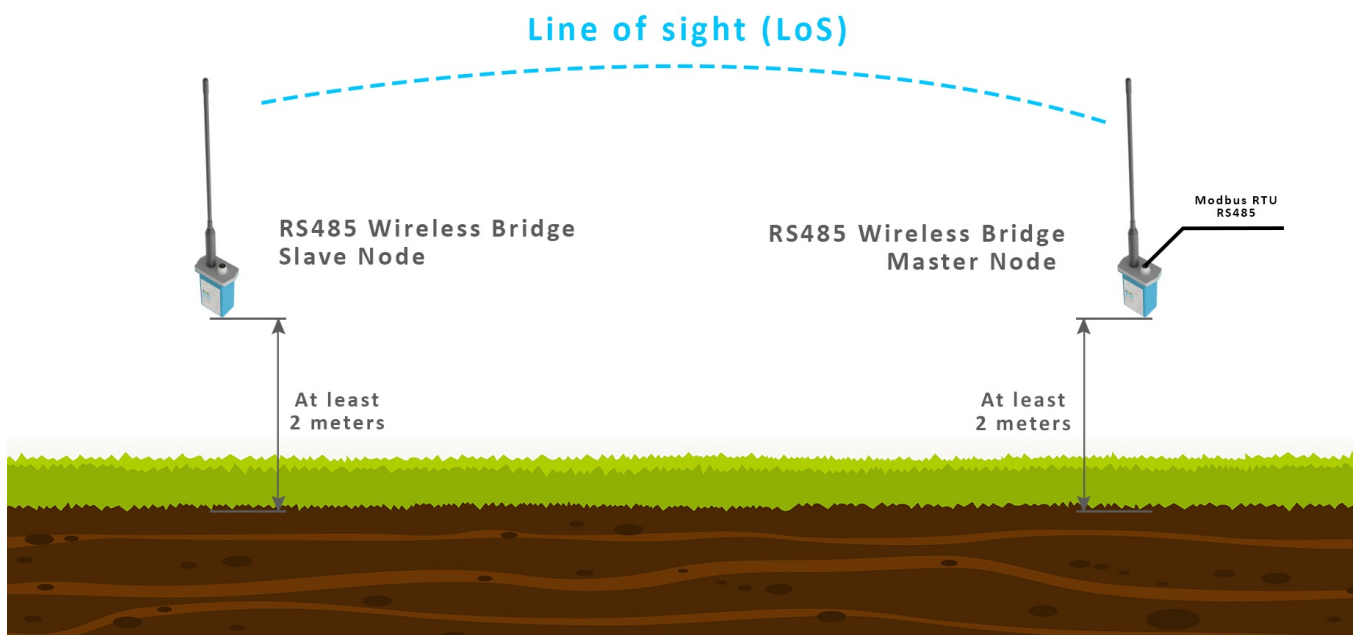 Line of sight (LoS)
Modbus RTU
RS485
RS485 Wireless Bridge
Slave Node
RS485 Wireless Bridge
Master Node
At least
2 meters
At least
2 meters